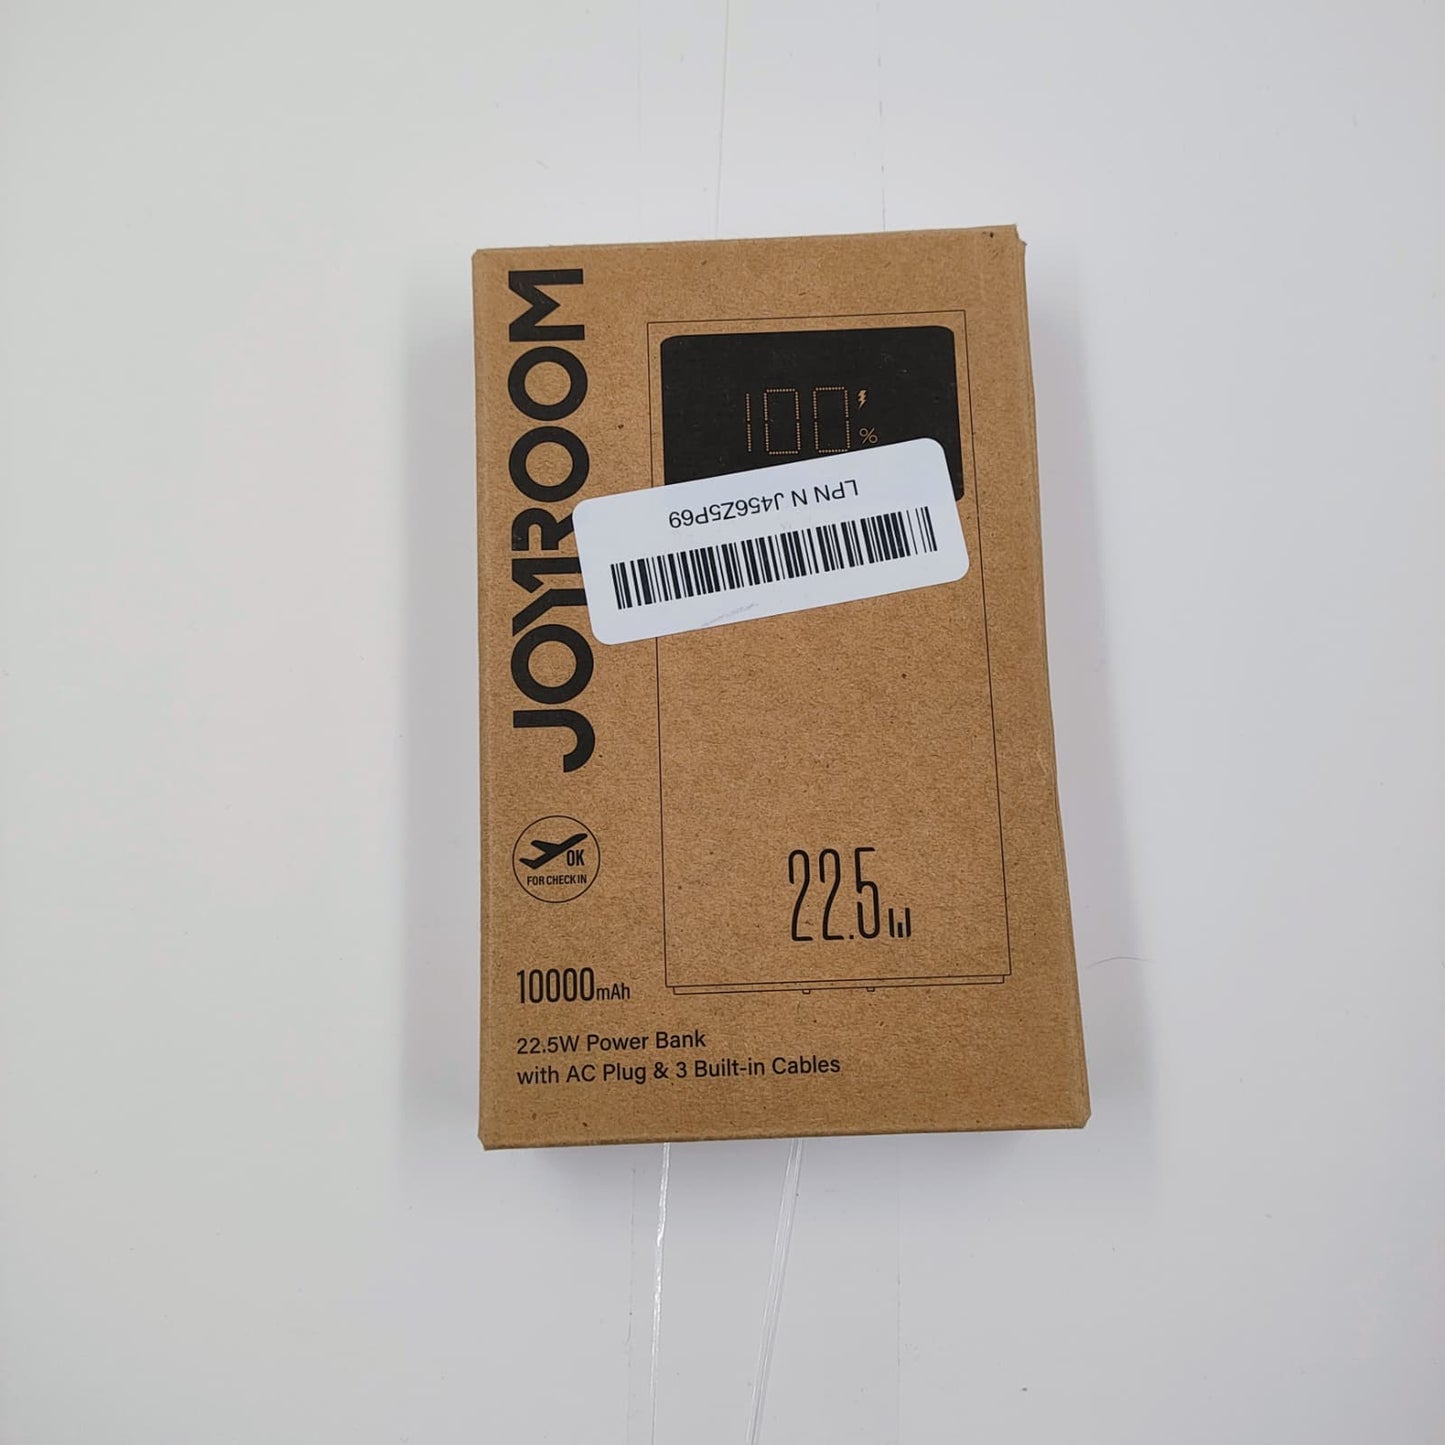 JOYROOM
100%
LPN N J456Z5P69
OK
FOR CHECK IN
22.5W
10000mAh
22.5W Power Bank
with AC Plug & 3 Built-in Cables